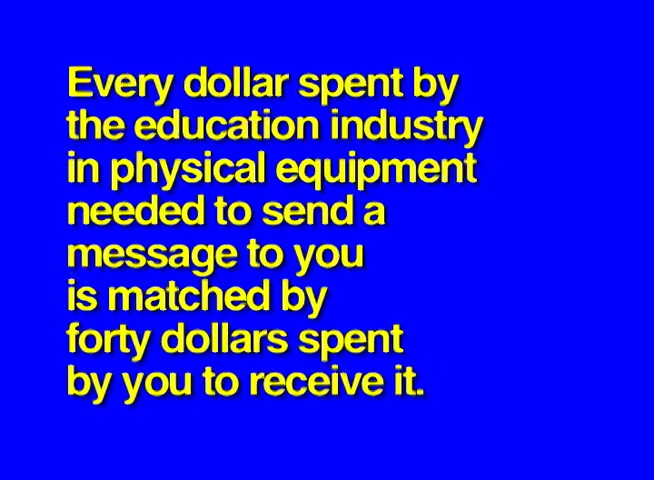 Every dollar spent by
the education industry
in physical equipment
needed to send a
message to you
is matched by
forty dollars spent
by you to receive it.